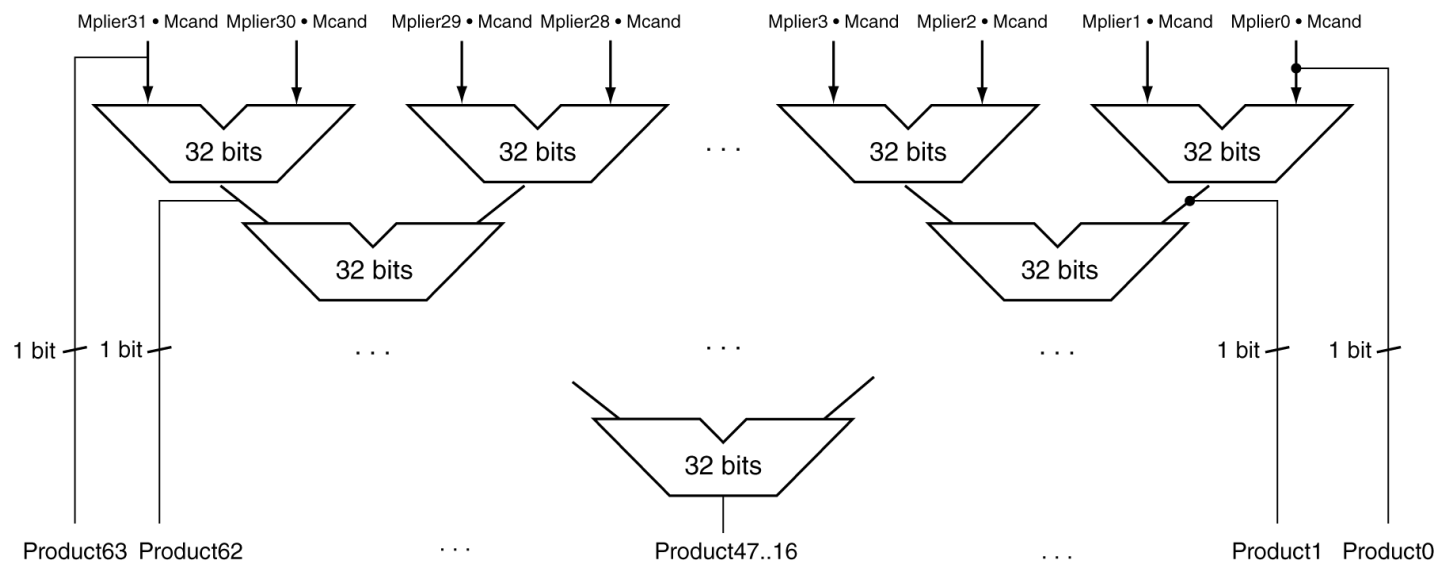 Mplier31 • Mcand Mplier30 • Mcand Mplier29 • Mcand Mplier28 • Mcand Mplier3 • Mcand Mplier2 • Mcand Mplier1 • Mcand Mplier0 • Mcand
32 bits 32 bits . . . 32 bits 32 bits
32 bits 32 bits
1 bit 1 bit . . . . . . . . . 1 bit 1 bit
32 bits
Product63 Product62 . . . Product47..16 . . . Product1 Product0